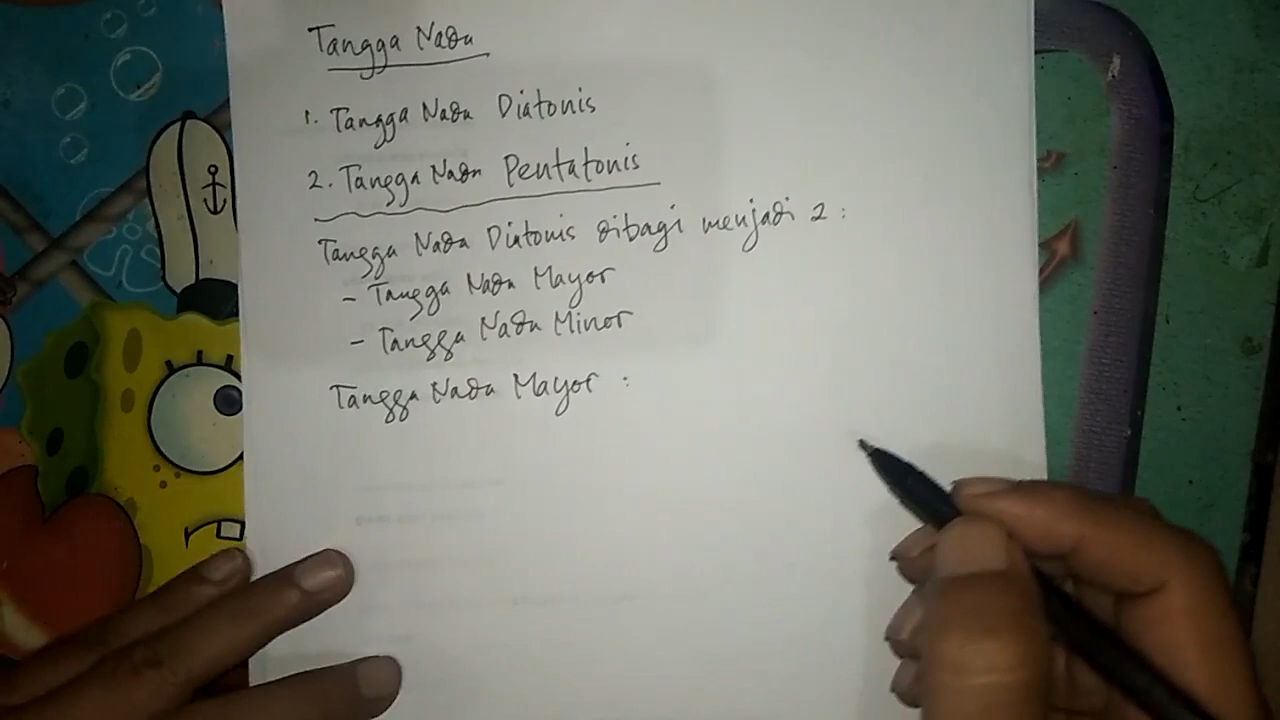 Tangga Nada
1. Tangga Nada Diatonis
2. Tangga Nada Pentatonis
Tangga Nada Diatonis dibagi menjadi 2 :
- Tangga Nada Mayor
- Tangga Nada Minor
Tangga Nada Mayor :